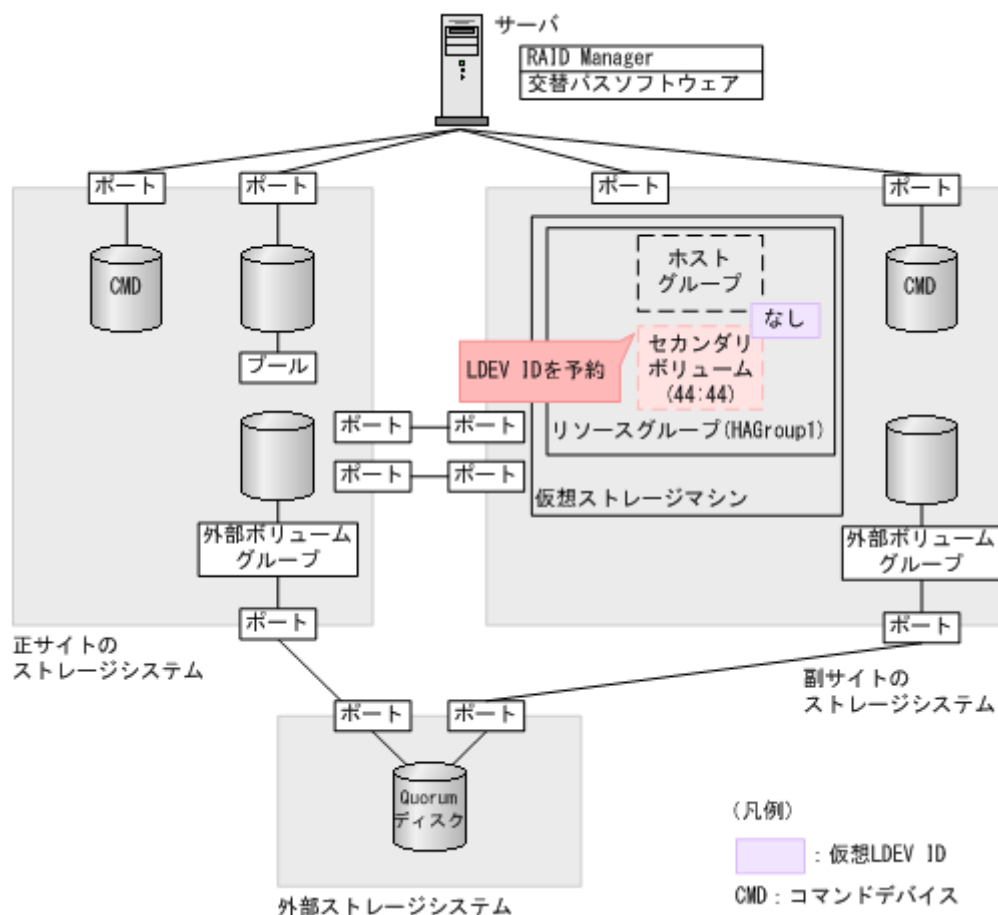 サーバ
RAID Manager
交替パスソフトウェア
ポート
ポート
ポート
ポート
CMD
ホスト
グループ
CMD
なし
セカンダリ
ボリューム
(44:44)
LDEV IDを予約
プール
リソースグループ(HAGroup1)
ポート
ポート
ポート
ポート
仮想ストレージマシン
外部ボリューム
グループ
外部ボリューム
グループ
ポート
ポート
正サイトの
ストレージシステム
副サイトの
ストレージシステム
ポート
ポート
Quorum
ディスク
外部ストレージシステム
(凡例)
：仮想LDEV ID
CMD：コマンドデバイス